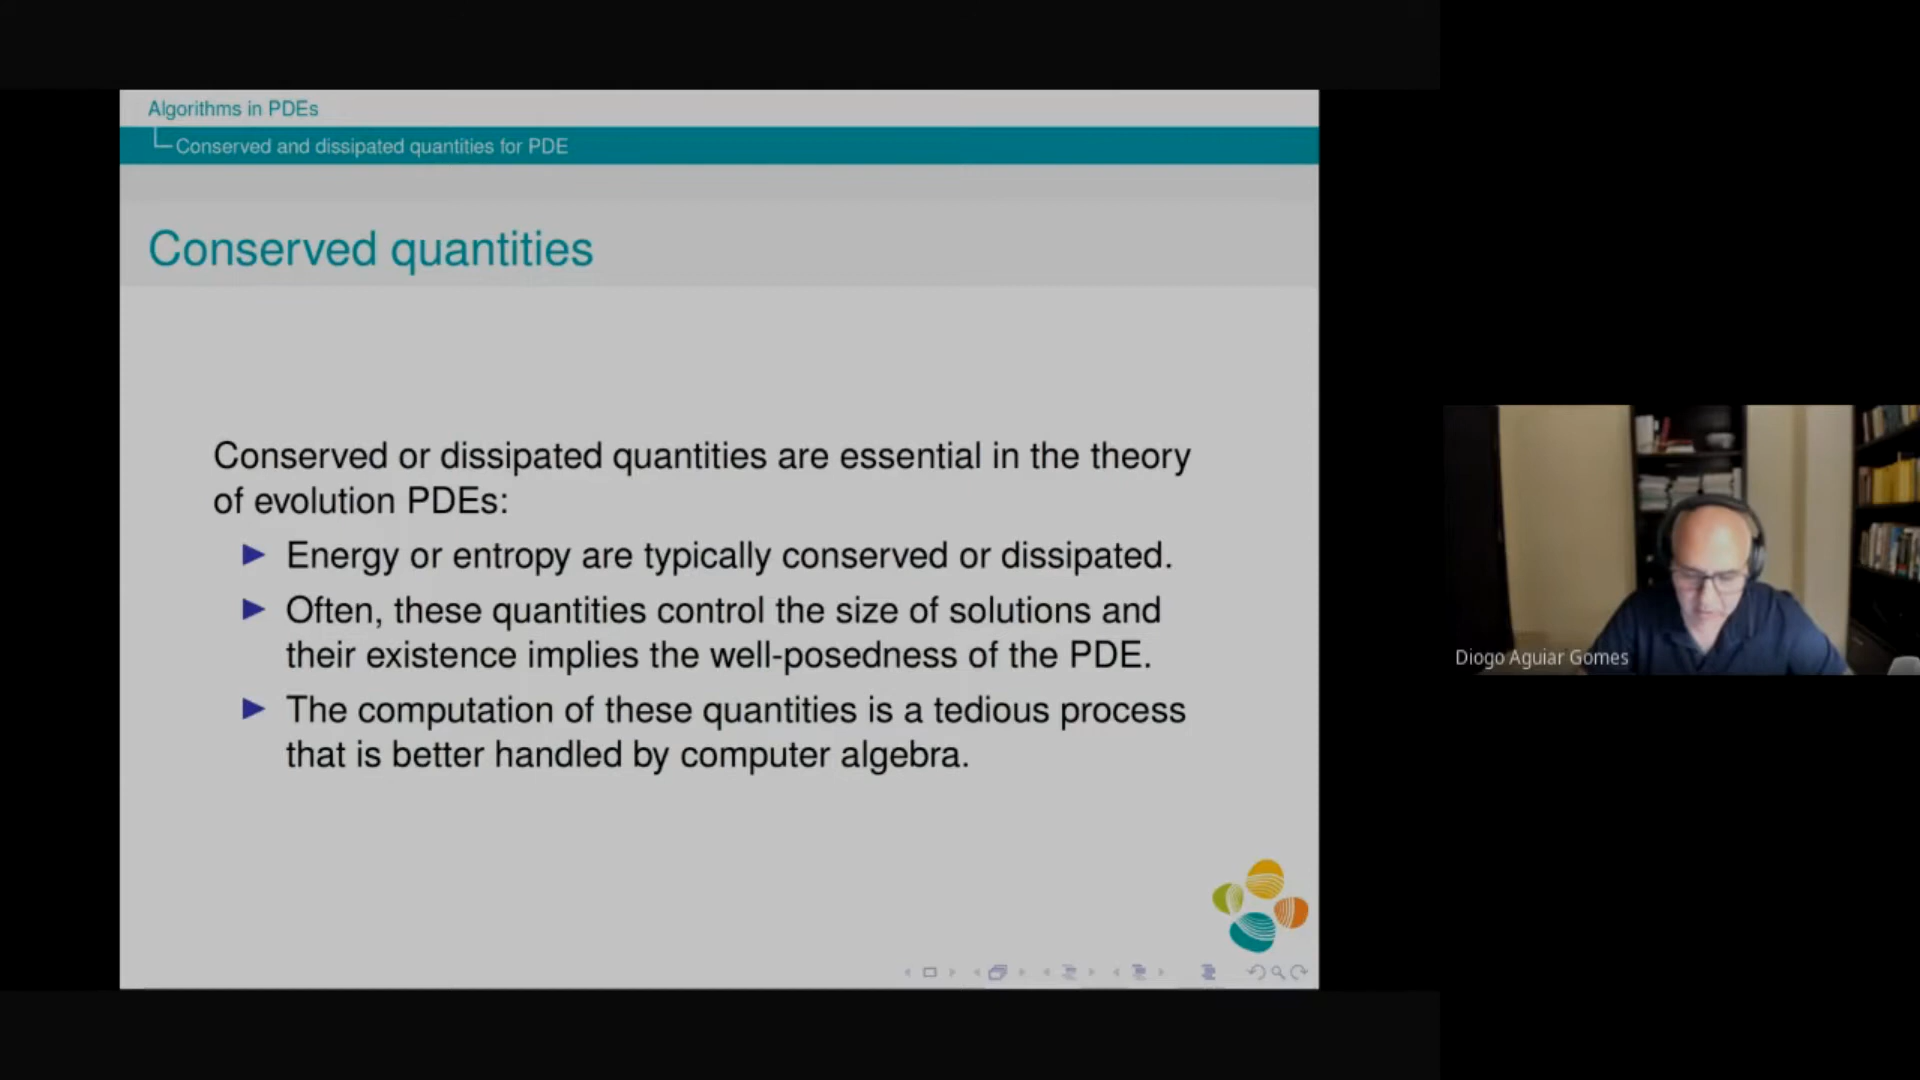 Algorithms in PDEs
Conserved and dissipated quantities for PDE
Conserved quantities
Conserved or dissipated quantities are essential in the theory
of evolution PDEs:
Energy or entropy are typically conserved or dissipated.
Often, these quantities control the size of solutions and
their existence implies the well-posedness of the PDE.
The computation of these quantities is a tedious process
that is better handled by computer algebra.
Diogo Aguiar Gomes